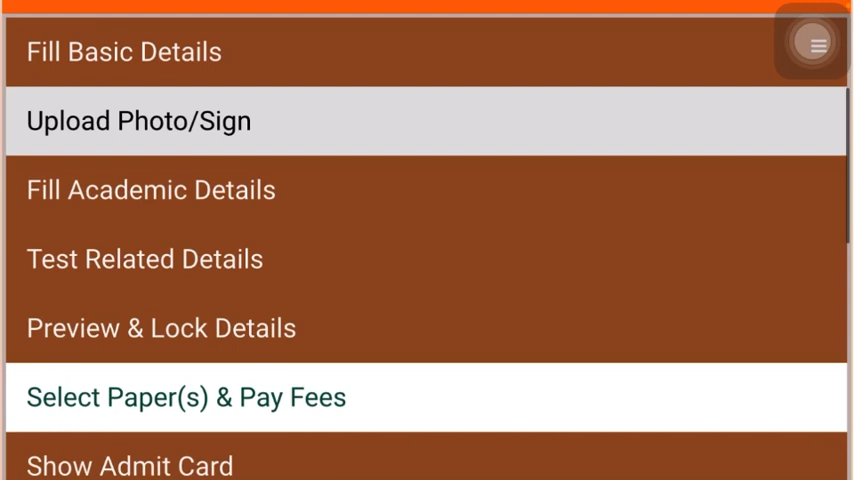 Fill Basic Details
Upload Photo/Sign
Fill Academic Details
Test Related Details
Preview & Lock Details
Select Paper(s) & Pay Fees
Show Admit Card